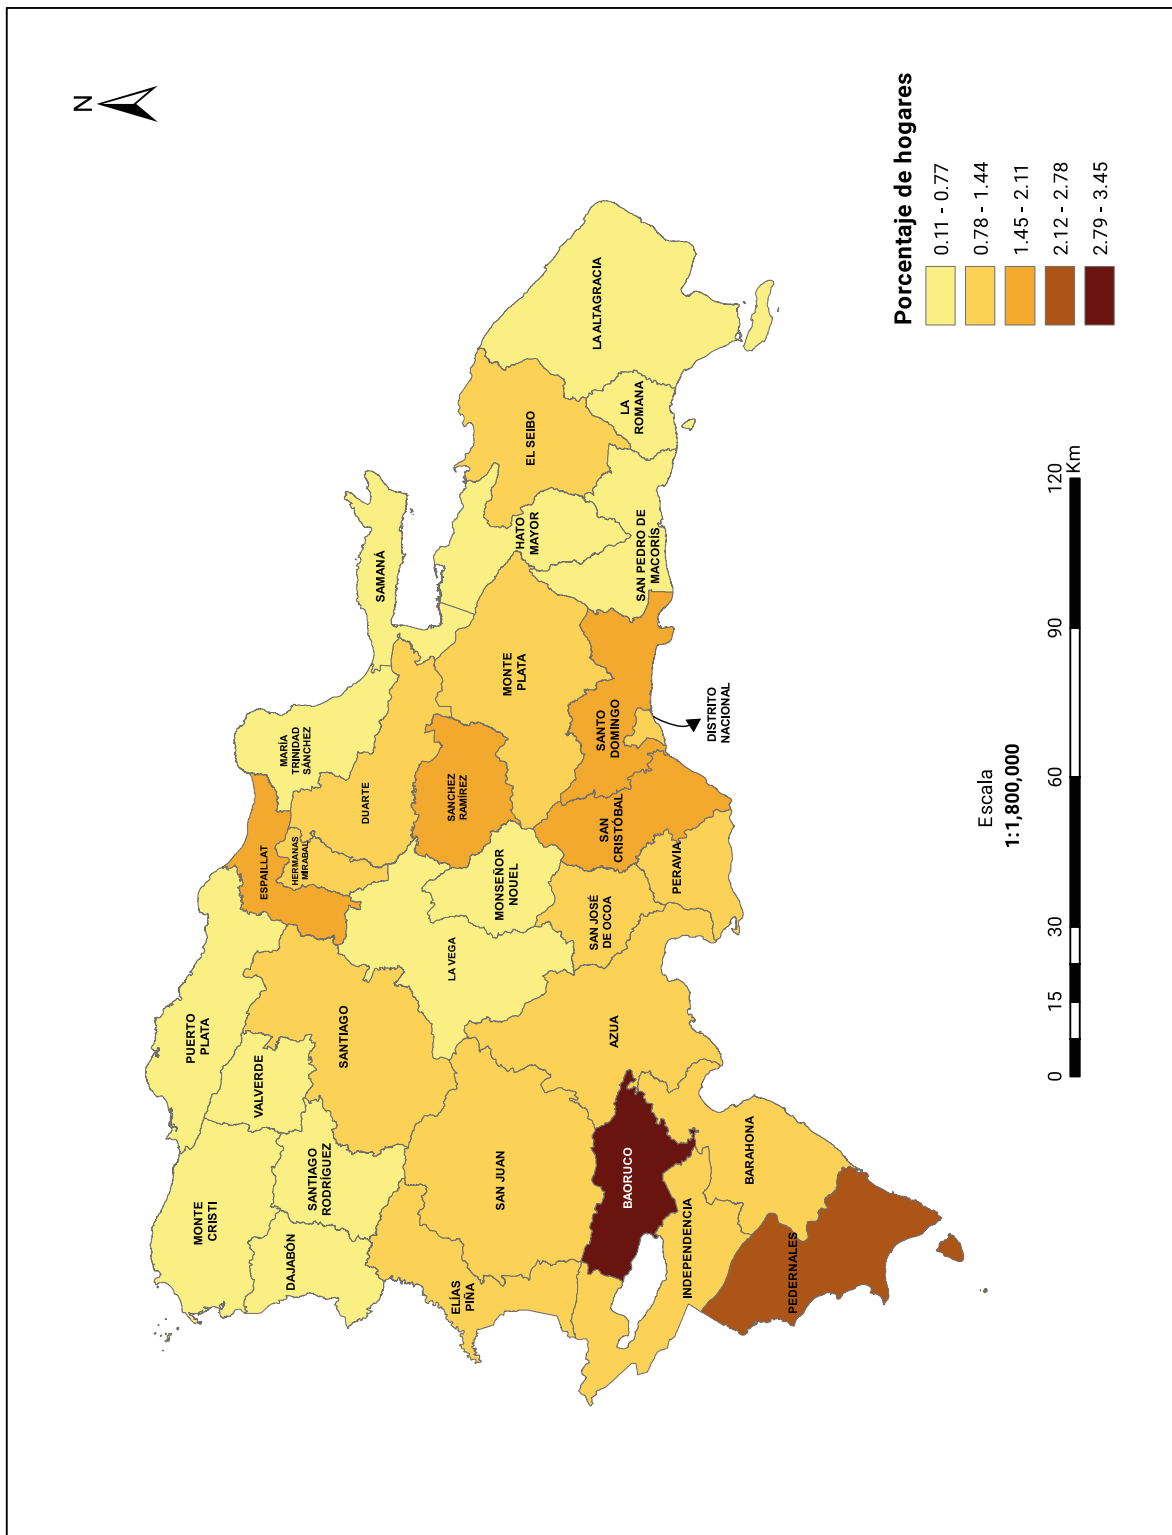 N
PUERTO
PLATA
MONTE
CRISTI
VALVERDE
DAJABÓN
SANTIAGO
RODRÍGUEZ
SANTIAGO
ESPAILLAT
HERMANAS
MIRABAL
MARÍA
TRINIDAD
SÁNCHEZ
DUARTE
SAMANÁ
LA VEGA
SANCHEZ
RAMÍREZ
MONSEÑOR
NOUEL
ELÍAS
PIÑA
SAN JUAN
AZUA
SAN JOSÉ
DE OCOA
PERAVIA
SAN
CRISTÓBAL
SANTO
DOMINGO
MONTE
PLATA
HATO
MAYOR
EL SEIBO
LA ALTAGRACIA
LA
ROMANA
SAN PEDRO DE
MACORÍS
DISTRITO
NACIONAL
BAORUCO
INDEPENDENCIA
BARAHONA
PEDERNALES
Porcentaje de hogares
0.11 - 0.77
0.78 - 1.44
1.45 - 2.11
2.12 - 2.78
2.79 - 3.45
Escala
1:1,800,000
0 15 30 60 90 120
Km